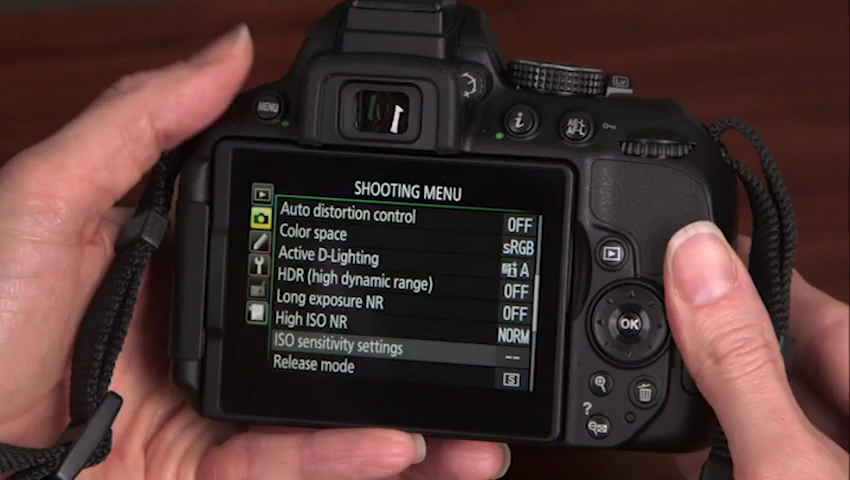 Lv
MENU
i
AE-L
AF-L
SHOOTING MENU
Auto distortion control OFF
Color space sRGB
Active D-Lighting A
HDR (high dynamic range) OFF
Long exposure NR OFF
High ISO NR NORM
ISO sensitivity settings --
Release mode S
OK
?